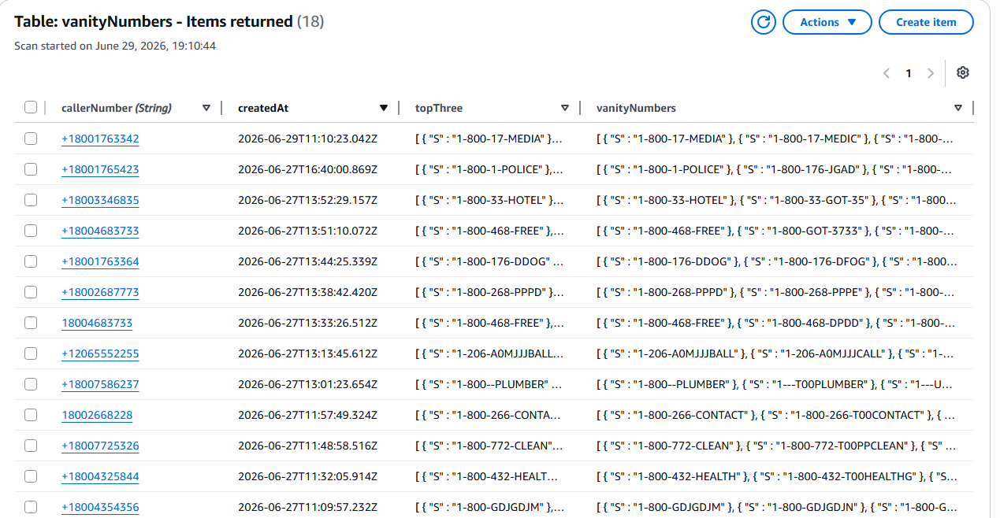 Table: vanityNumbers - Items returned (18)
Actions
Create item
Scan started on June 29, 2026, 19:10:44
1
callerNumber (String) createdAt topThree vanityNumbers
+18001763342 2026-06-29T11:10:23.042Z [ { "S" : "1-800-17-MEDIA" }... [ { "S" : "1-800-17-MEDIA" }, { "S" : "1-800-17-MEDIC" }, { "S" : "1-800-...
+18001765423 2026-06-27T16:40:00.869Z [ { "S" : "1-800-1-POLICE" },... [ { "S" : "1-800-1-POLICE" }, { "S" : "1-800-176-JGAD" }, { "S" : "1-800-...
+18003346835 2026-06-27T13:52:29.157Z [ { "S" : "1-800-33-HOTEL" }... [ { "S" : "1-800-33-HOTEL" }, { "S" : "1-800-33-GOT-35" }, { "S" : "1-800...
+18004683733 2026-06-27T13:51:10.072Z [ { "S" : "1-800-468-FREE" },... [ { "S" : "1-800-468-FREE" }, { "S" : "1-800-GOT-3733" }, { "S" : "1-800-...
+18001763364 2026-06-27T13:44:25.339Z [ { "S" : "1-800-176-DDOG" ... [ { "S" : "1-800-176-DDOG" }, { "S" : "1-800-176-DFOG" }, { "S" : "1-800...
+18002687773 2026-06-27T13:38:42.420Z [ { "S" : "1-800-268-PPPD" }... [ { "S" : "1-800-268-PPPD" }, { "S" : "1-800-268-PPPE" }, { "S" : "1-800-...
18004683733 2026-06-27T13:33:26.512Z [ { "S" : "1-800-468-FREE" },... [ { "S" : "1-800-468-FREE" }, { "S" : "1-800-468-DPDD" }, { "S" : "1-800-...
+12065552255 2026-06-27T13:13:45.612Z [ { "S" : "1-206-A0MJJJBALL... [ { "S" : "1-206-A0MJJJBALL" }, { "S" : "1-206-A0MJJJCALL" }, { "S" : "1-...
+18007586237 2026-06-27T13:01:23.654Z [ { "S" : "1-800--PLUMBER" ... [ { "S" : "1-800--PLUMBER" }, { "S" : "1---T00PLUMBER" }, { "S" : "1---U...
18002668228 2026-06-27T11:57:49.324Z [ { "S" : "1-800-266-CONTA... [ { "S" : "1-800-266-CONTACT" }, { "S" : "1-800-266-T00CONTACT" }, { ...
+18007725326 2026-06-27T11:48:58.516Z [ { "S" : "1-800-772-CLEAN"... [ { "S" : "1-800-772-CLEAN" }, { "S" : "1-800-772-T00PPCLEAN" }, { "S" ...
+18004325844 2026-06-27T11:32:05.914Z [ { "S" : "1-800-432-HEALT... [ { "S" : "1-800-432-HEALTH" }, { "S" : "1-800-432-T00HEALTHG" }, { "S...
+18004354356 2026-06-27T11:09:57.232Z [ { "S" : "1-800-GDJGDJM" },... [ { "S" : "1-800-GDJGDJM" }, { "S" : "1-800-GDJGDJN" }, { "S" : "1-800-G...